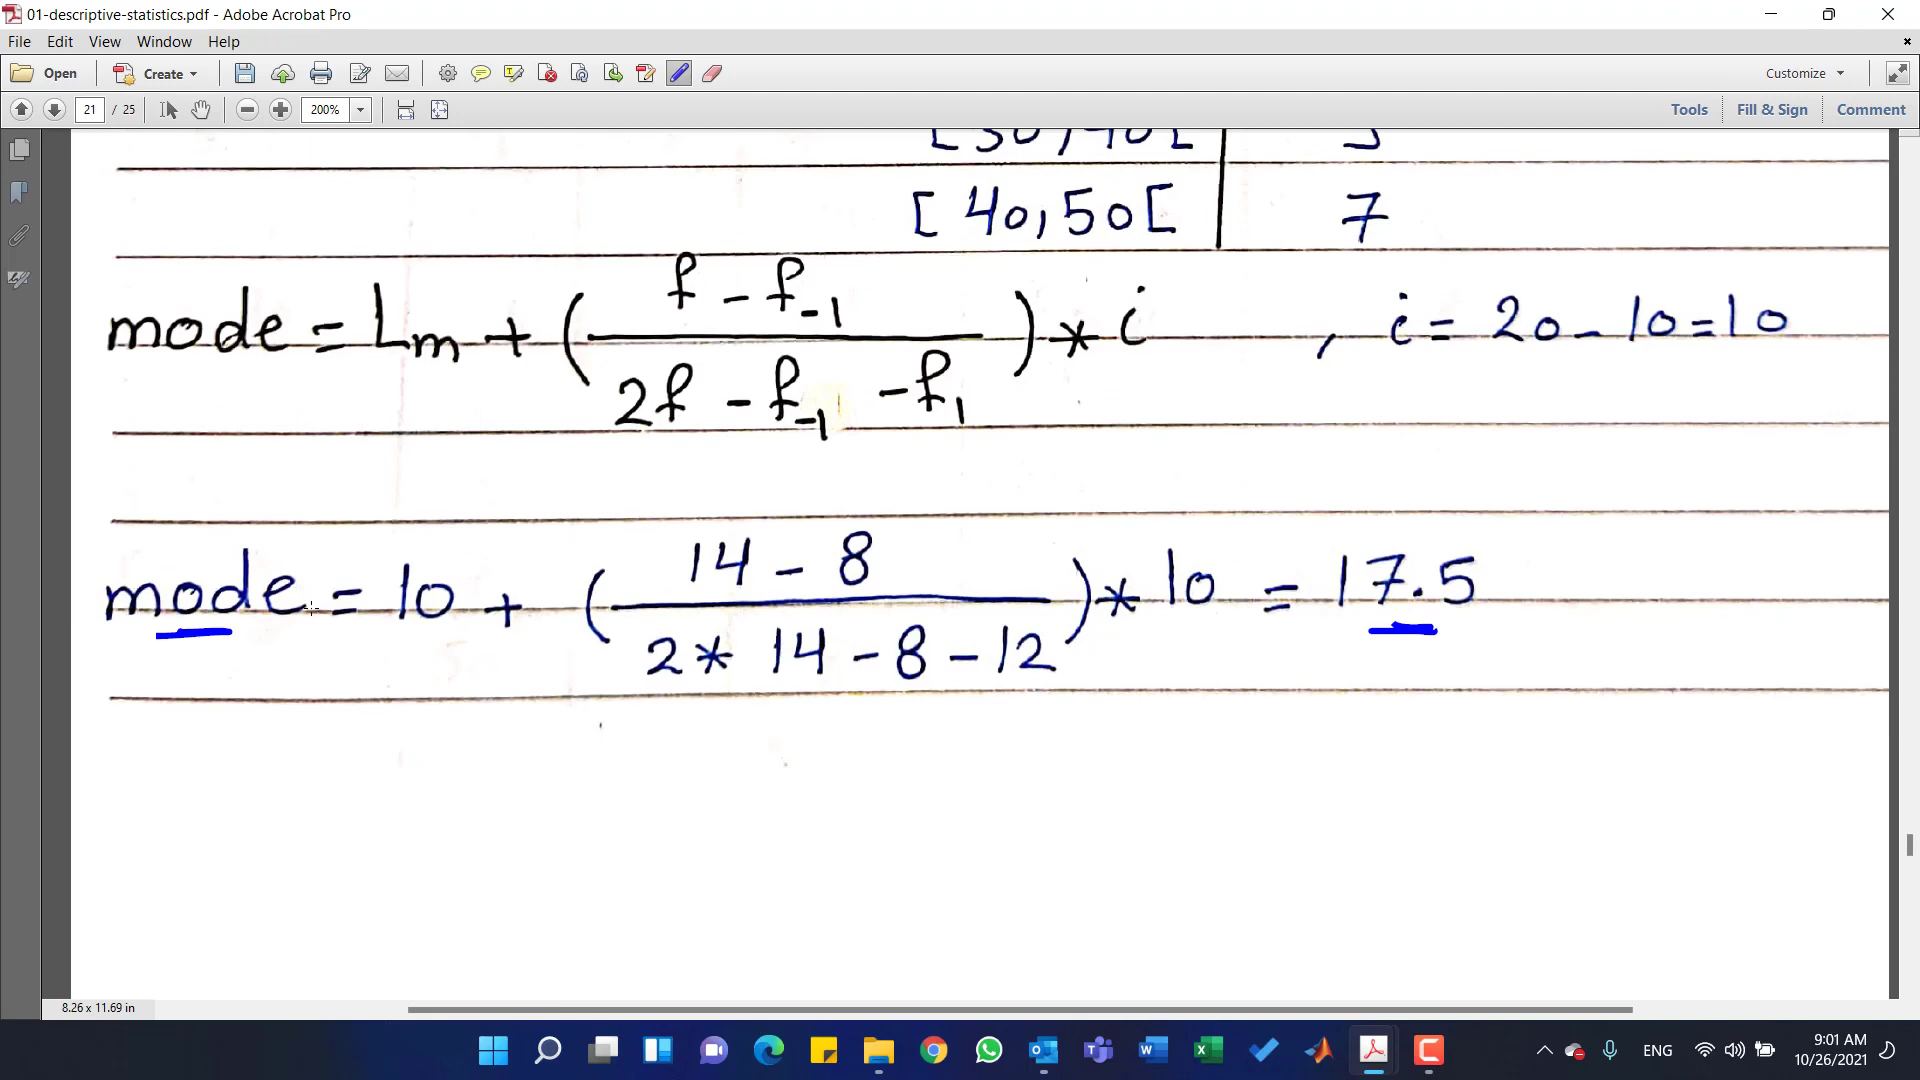 01-descriptive-statistics.pdf - Adobe Acrobat Pro
File Edit View Window Help
Open Create Customize
21 / 25 200% Tools Fill & Sign Comment
[ 40, 50 [ 7
mode = Lm + ( f - f-1 / 2f - f-1 - f1 ) * i , i = 20 - 10 = 10
mode = 10 + ( 14 - 8 / 2 * 14 - 8 - 12 ) * 10 = 17.5
8.26 x 11.69 in
ENG 9:01 AM
10/26/2021